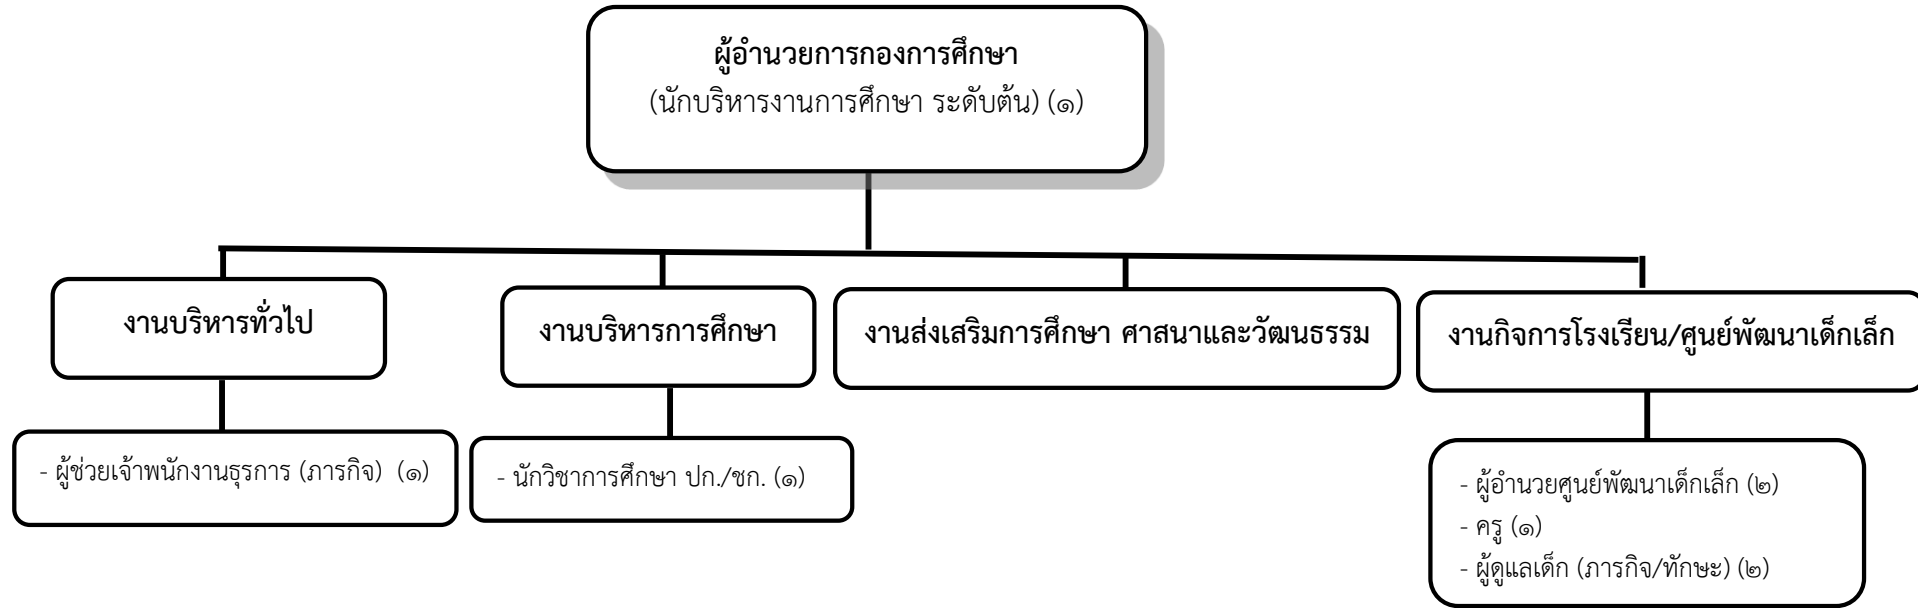 ผู้อำนวยการกองการศึกษา
(นักบริหารงานการศึกษา ระดับต้น) (๑)
งานบริหารทั่วไป
งานบริหารการศึกษา
งานส่งเสริมการศึกษา ศาสนาและวัฒนธรรม
งานกิจการโรงเรียน/ศูนย์พัฒนาเด็กเล็ก
- ผู้ช่วยเจ้าพนักงานธุรการ (ภารกิจ) (๑)
- นักวิชาการศึกษา ปก./ชก. (๑)
- ผู้อำนวยศูนย์พัฒนาเด็กเล็ก (๒)
- ครู (๑)
- ผู้ดูแลเด็ก (ภารกิจ/ทักษะ) (๒)